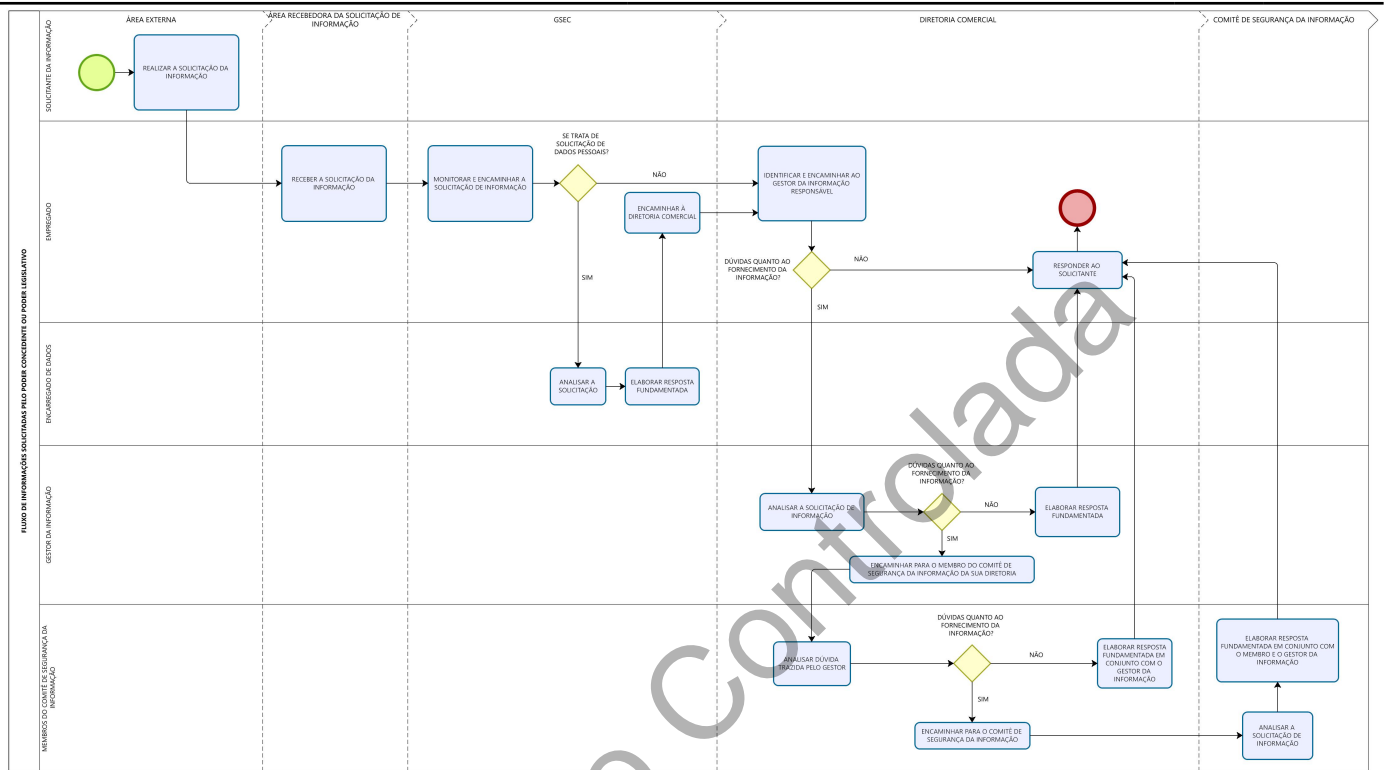 ÁREA EXTERNA
ÁREA RECEBEDORA DA SOLICITAÇÃO DE
INFORMAÇÃO
GSEC
DIRETORIA COMERCIAL
COMITÊ DE SEGURANÇA DA INFORMAÇÃO
FLUXO DE INFORMAÇÕES SOLICITADAS PELO PODER CONCEDENTE OU PODER LEGISLATIVO
SOLICITANTE DA INFORMAÇÃO
REALIZAR A SOLICITAÇÃO DA
INFORMAÇÃO
EMPREGADO
RECEBER A SOLICITAÇÃO DA
INFORMAÇÃO
MONITORAR E ENCAMINHAR A
SOLICITAÇÃO DE INFORMAÇÃO
SE TRATA DE
SOLICITAÇÃO DE
DADOS PESSOAIS?
NÃO
SIM
ENCAMINHAR À
DIRETORIA COMERCIAL
IDENTIFICAR E ENCAMINHAR AO
GESTOR DA INFORMAÇÃO
RESPONSÁVEL
DÚVIDAS QUANTO AO
FORNECIMENTO DA
INFORMAÇÃO?
NÃO
SIM
RESPONDER AO
SOLICITANTE
ENCARREGADO DE DADOS
ANALISAR A
SOLICITAÇÃO
ELABORAR RESPOSTA
FUNDAMENTADA
GESTOR DA INFORMAÇÃO
ANALISAR A SOLICITAÇÃO DE
INFORMAÇÃO
DÚVIDAS QUANTO AO
FORNECIMENTO DA
INFORMAÇÃO?
NÃO
SIM
ELABORAR RESPOSTA
FUNDAMENTADA
ENCAMINHAR PARA O MEMBRO DO COMITÊ DE
SEGURANÇA DA INFORMAÇÃO DA SUA DIRETORIA
MEMBROS DO COMITÊ DE SEGURANÇA DA
INFORMAÇÃO
ANALISAR DÚVIDA
TRAZIDA PELO GESTOR
DÚVIDAS QUANTO AO
FORNECIMENTO DA
INFORMAÇÃO?
NÃO
SIM
ELABORAR RESPOSTA
FUNDAMENTADA EM
CONJUNTO COM O
GESTOR DA
INFORMAÇÃO
ENCAMINHAR PARA O COMITÊ DE
SEGURANÇA DA INFORMAÇÃO
ELABORAR RESPOSTA
FUNDAMENTADA EM CONJUNTO COM
O MEMBRO E O GESTOR DA
INFORMAÇÃO
ANALISAR A
SOLICITAÇÃO DE
INFORMAÇÃO
o Controlada